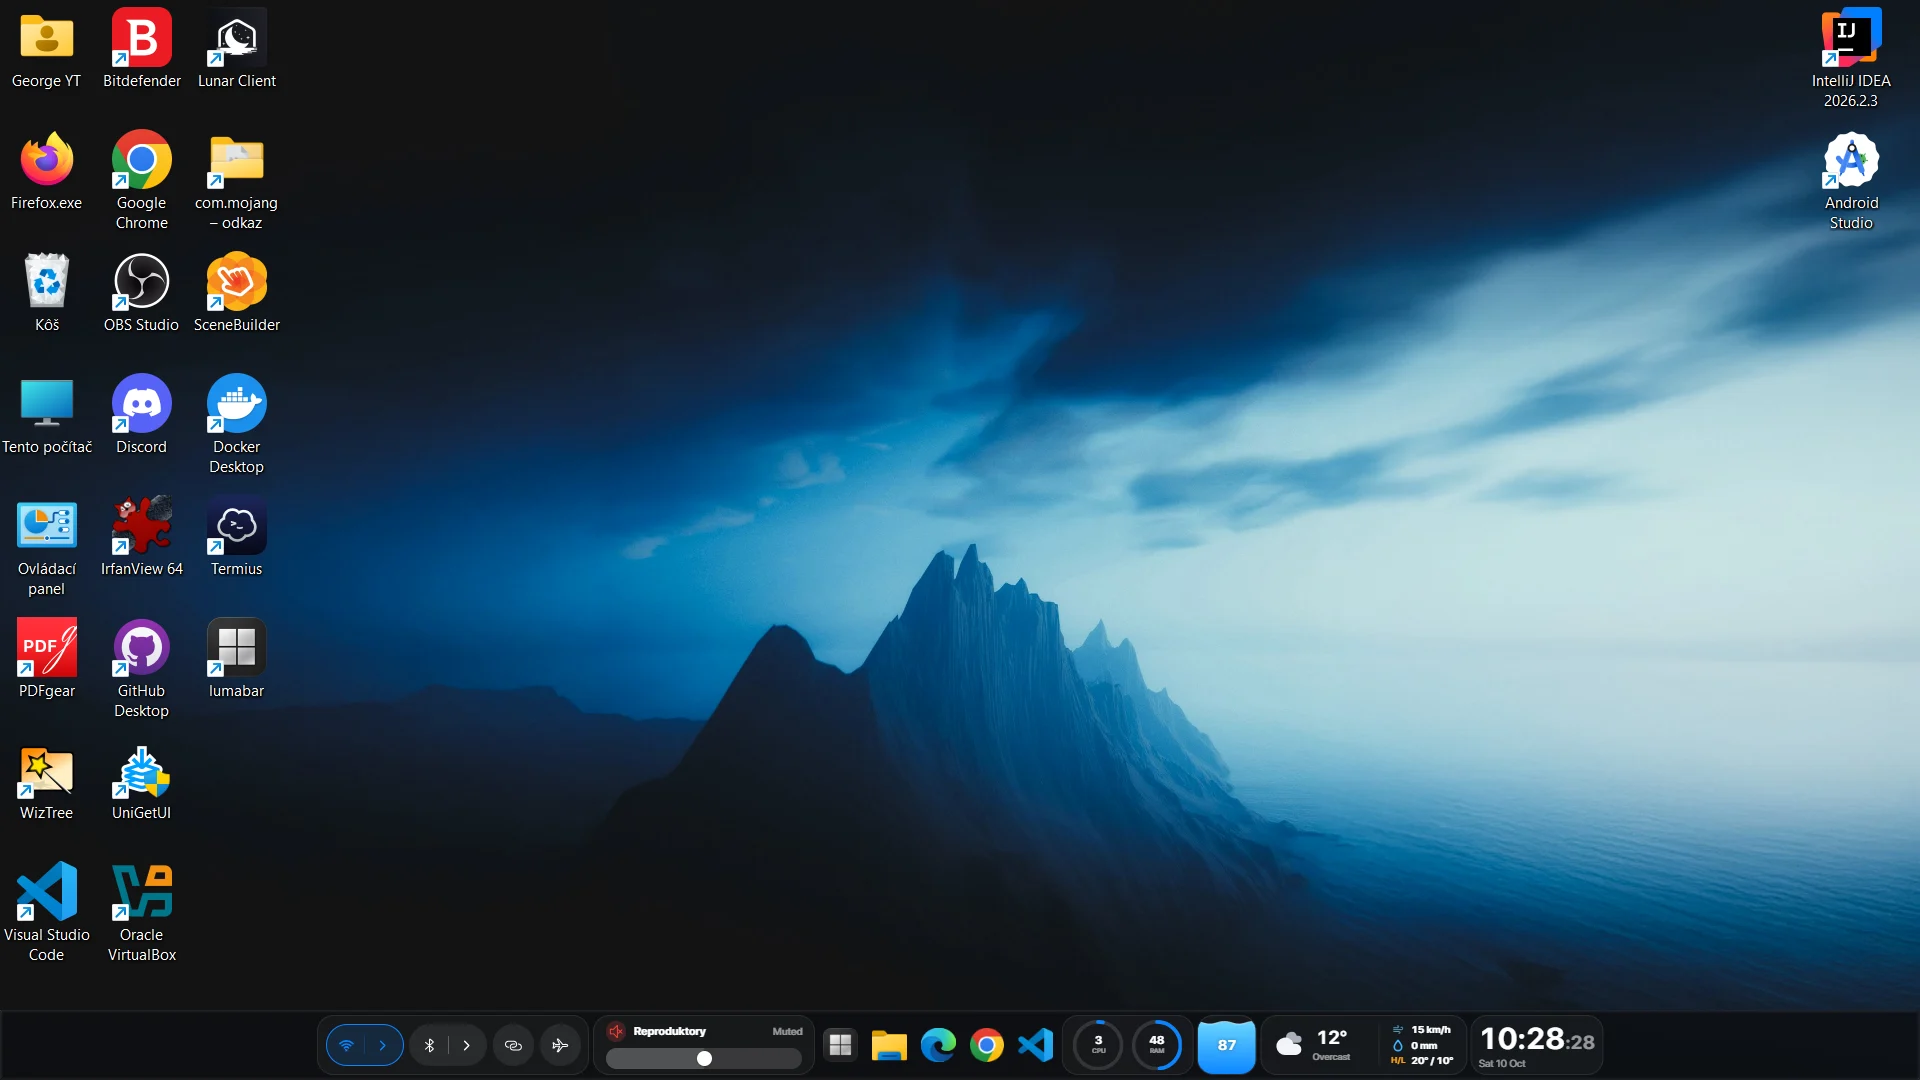 George YT
Bitdefender
Lunar Client
IntelliJ IDEA
2026.2.3
Firefox.exe
Google
Chrome
com.mojang
– odkaz
Android
Studio
Kôš
OBS Studio
SceneBuilder
Tento počítač
Discord
Docker
Desktop
Ovládací
panel
IrfanView 64
Termius
PDFgear
GitHub
Desktop
lumabar
WizTree
UniGetUI
Visual Studio
Code
Oracle
VirtualBox
B
IJ
PDF
Reproduktory
Muted
3
CPU
48
RAM
87
12°
Overcast
15 km/h
0 mm
H/L 20° / 10°
10:28:28
Sat 10 Oct